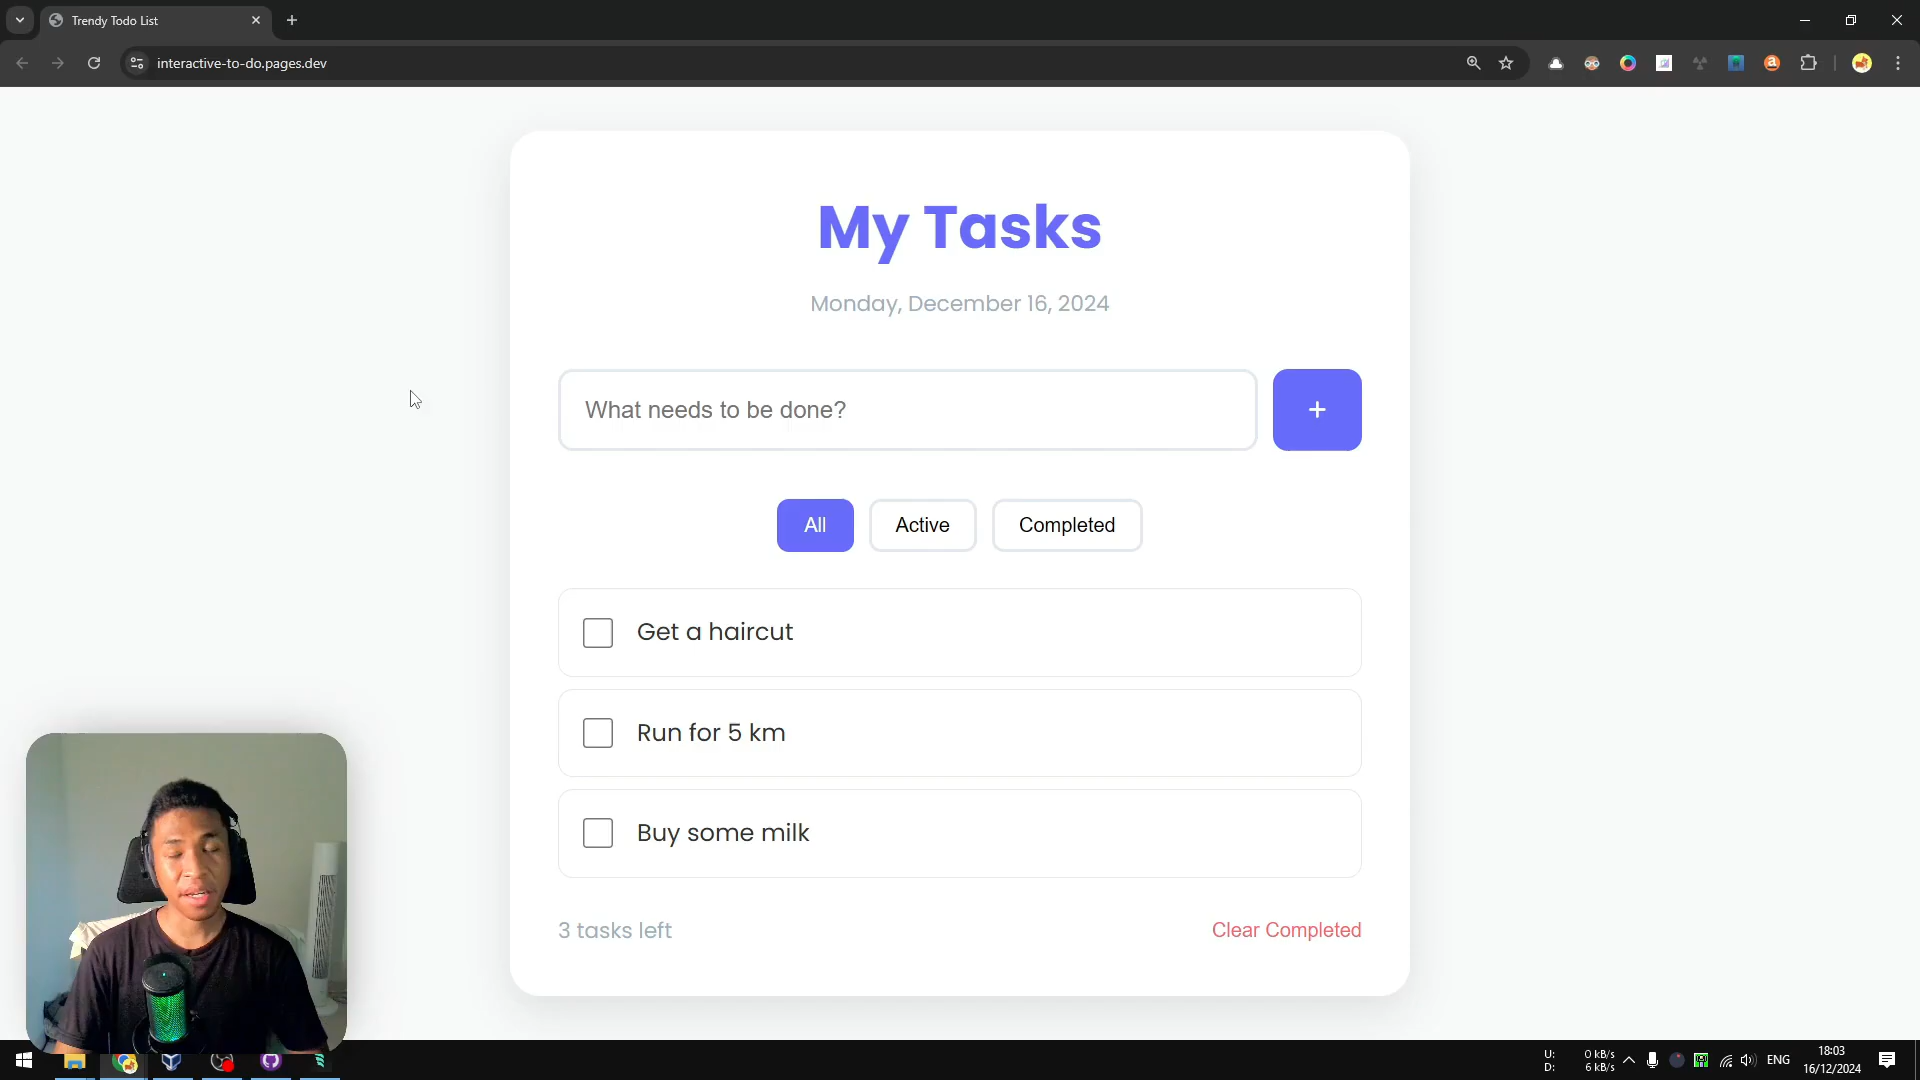 Trendy Todo List
interactive-to-do.pages.dev
My Tasks
Monday, December 16, 2024
What needs to be done?
+
All
Active
Completed
Get a haircut
Run for 5 km
Buy some milk
3 tasks left
Clear Completed
U: 0 kB/s
D: 6 kB/s
ENG
18:03
16/12/2024